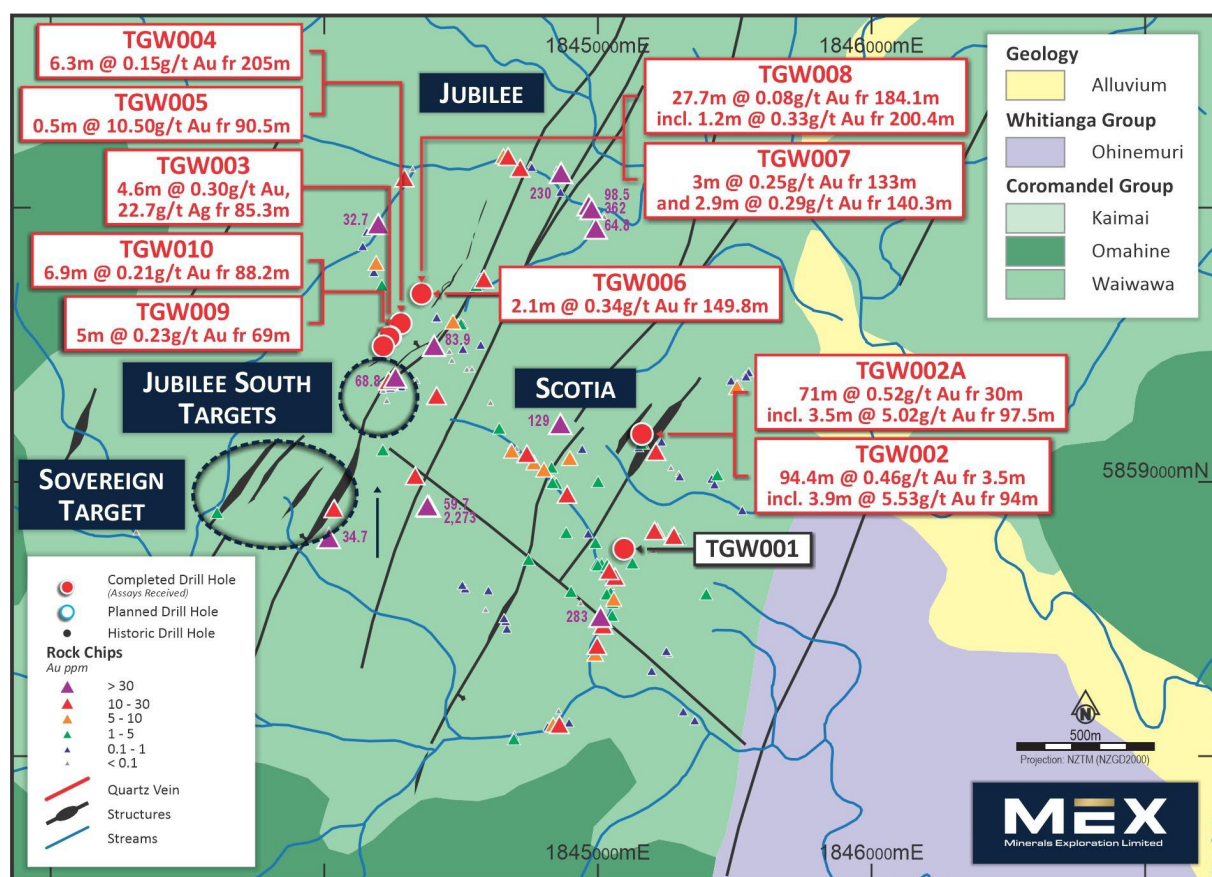 1845000mE
1846000mE
TGW004
6.3m @ 0.15g/t Au fr 205m
TGW005
0.5m @ 10.50g/t Au fr 90.5m
TGW003
4.6m @ 0.30g/t Au,
22.7g/t Ag fr 85.3m
TGW010
6.9m @ 0.21g/t Au fr 88.2m
TGW009
5m @ 0.23g/t Au fr 69m
JUBILEE
TGW008
27.7m @ 0.08g/t Au fr 184.1m
incl. 1.2m @ 0.33g/t Au fr 200.4m
TGW007
3m @ 0.25g/t Au fr 133m
and 2.9m @ 0.29g/t Au fr 140.3m
TGW006
2.1m @ 0.34g/t Au fr 149.8m
Geology
Alluvium
Whitianga Group
Ohinemuri
Coromandel Group
Kaimai
Omahine
Waiwawa
230
98.5
362
64.8
32.7
83.9
68.8
JUBILEE SOUTH
TARGETS
SCOTIA
129
TGW002A
71m @ 0.52g/t Au fr 30m
incl. 3.5m @ 5.02g/t Au fr 97.5m
TGW002
94.4m @ 0.46g/t Au fr 3.5m
incl. 3.9m @ 5.53g/t Au fr 94m
5859000mN
SOVEREIGN
TARGET
59.7
2,273
34.7
TGW001
283
Completed Drill Hole
(Assays Received)
Planned Drill Hole
Historic Drill Hole
Rock Chips
Au ppm
> 30
10 - 30
5 - 10
1 - 5
0.1 - 1
< 0.1
Quartz Vein
Structures
Streams
N
500m
Projection: NZTM (NZGD2000)
MEX
Minerals Exploration Limited
1845000mE
1846000mE